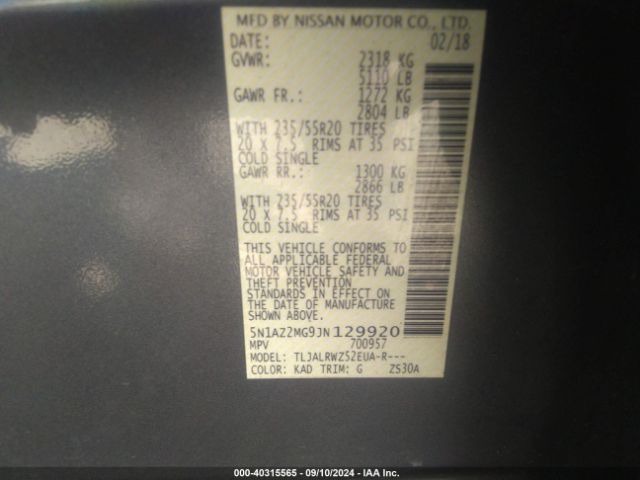 MFD BY NISSAN MOTOR CO., LTD.
DATE: 02/18
GVWR: 2318 KG
5110 LB
GAWR FR.: 1272 KG
2804 LB
WITH 235/55R20 TIRES
20 X 7.5 RIMS AT 35 PSI
COLD SINGLE
GAWR RR.: 1300 KG
2866 LB
WITH 235/55R20 TIRES
20 X 7.5 RIMS AT 35 PSI
COLD SINGLE
THIS VEHICLE CONFORMS TO
ALL APPLICABLE FEDERAL
MOTOR VEHICLE SAFETY AND
THEFT PREVENTION
STANDARDS IN EFFECT ON
THE DATE OF MANUFACTURE
SHOWN ABOVE.
5N1AZ2MG9JN129920
MPV 700957
MODEL: TLJALRWZ52EUA-R---
COLOR: KAD TRIM: G ZS30A
000-40315565 - 09/10/2024 - IAA Inc.